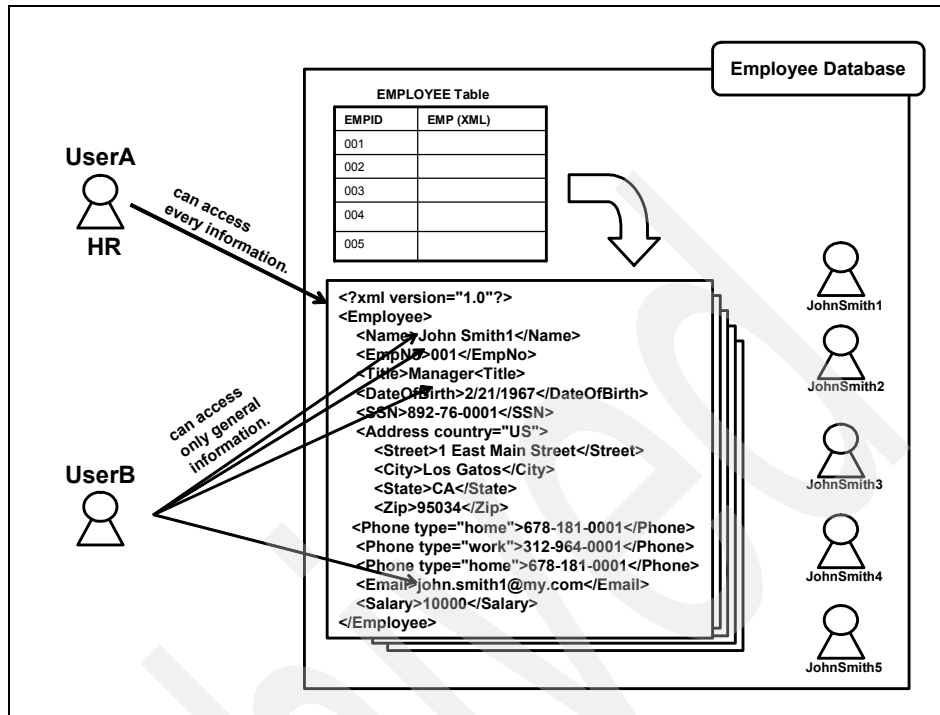 Employee Database
EMPLOYEE Table
EMPID EMP (XML)
001
002
003
004
005
UserA
HR
can access
every information.
UserB
can access
only general
information.
<?xml version="1.0"?>
<Employee>
<Name>John Smith1</Name>
<EmpNo>001</EmpNo>
<Title>Manager<Title>
<DateOfBirth>2/21/1967</DateOfBirth>
<SSN>892-76-0001</SSN>
<Address country="US">
<Street>1 East Main Street</Street>
<City>Los Gatos</City>
<State>CA</State>
<Zip>95034</Zip>
<Phone type="home">678-181-0001</Phone>
<Phone type="work">312-964-0001</Phone>
<Phone type="home">678-181-0001</Phone>
<Email>john.smith1@my.com</Email>
<Salary>10000</Salary>
</Employee>
JohnSmith1
JohnSmith2
JohnSmith3
JohnSmith4
JohnSmith5